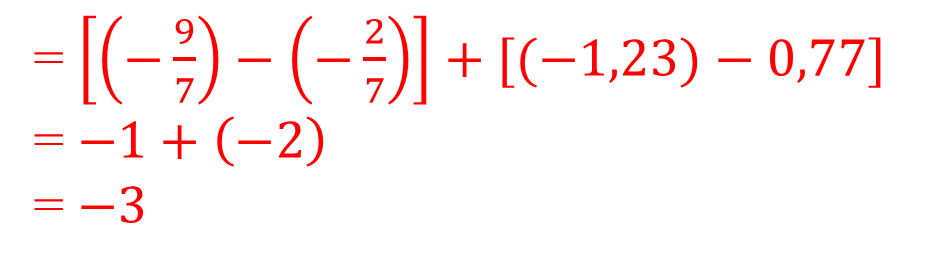 = [(−9/7) − (−2/7)] + [(−1,23) − 0,77]
= −1 + (−2)
= −3